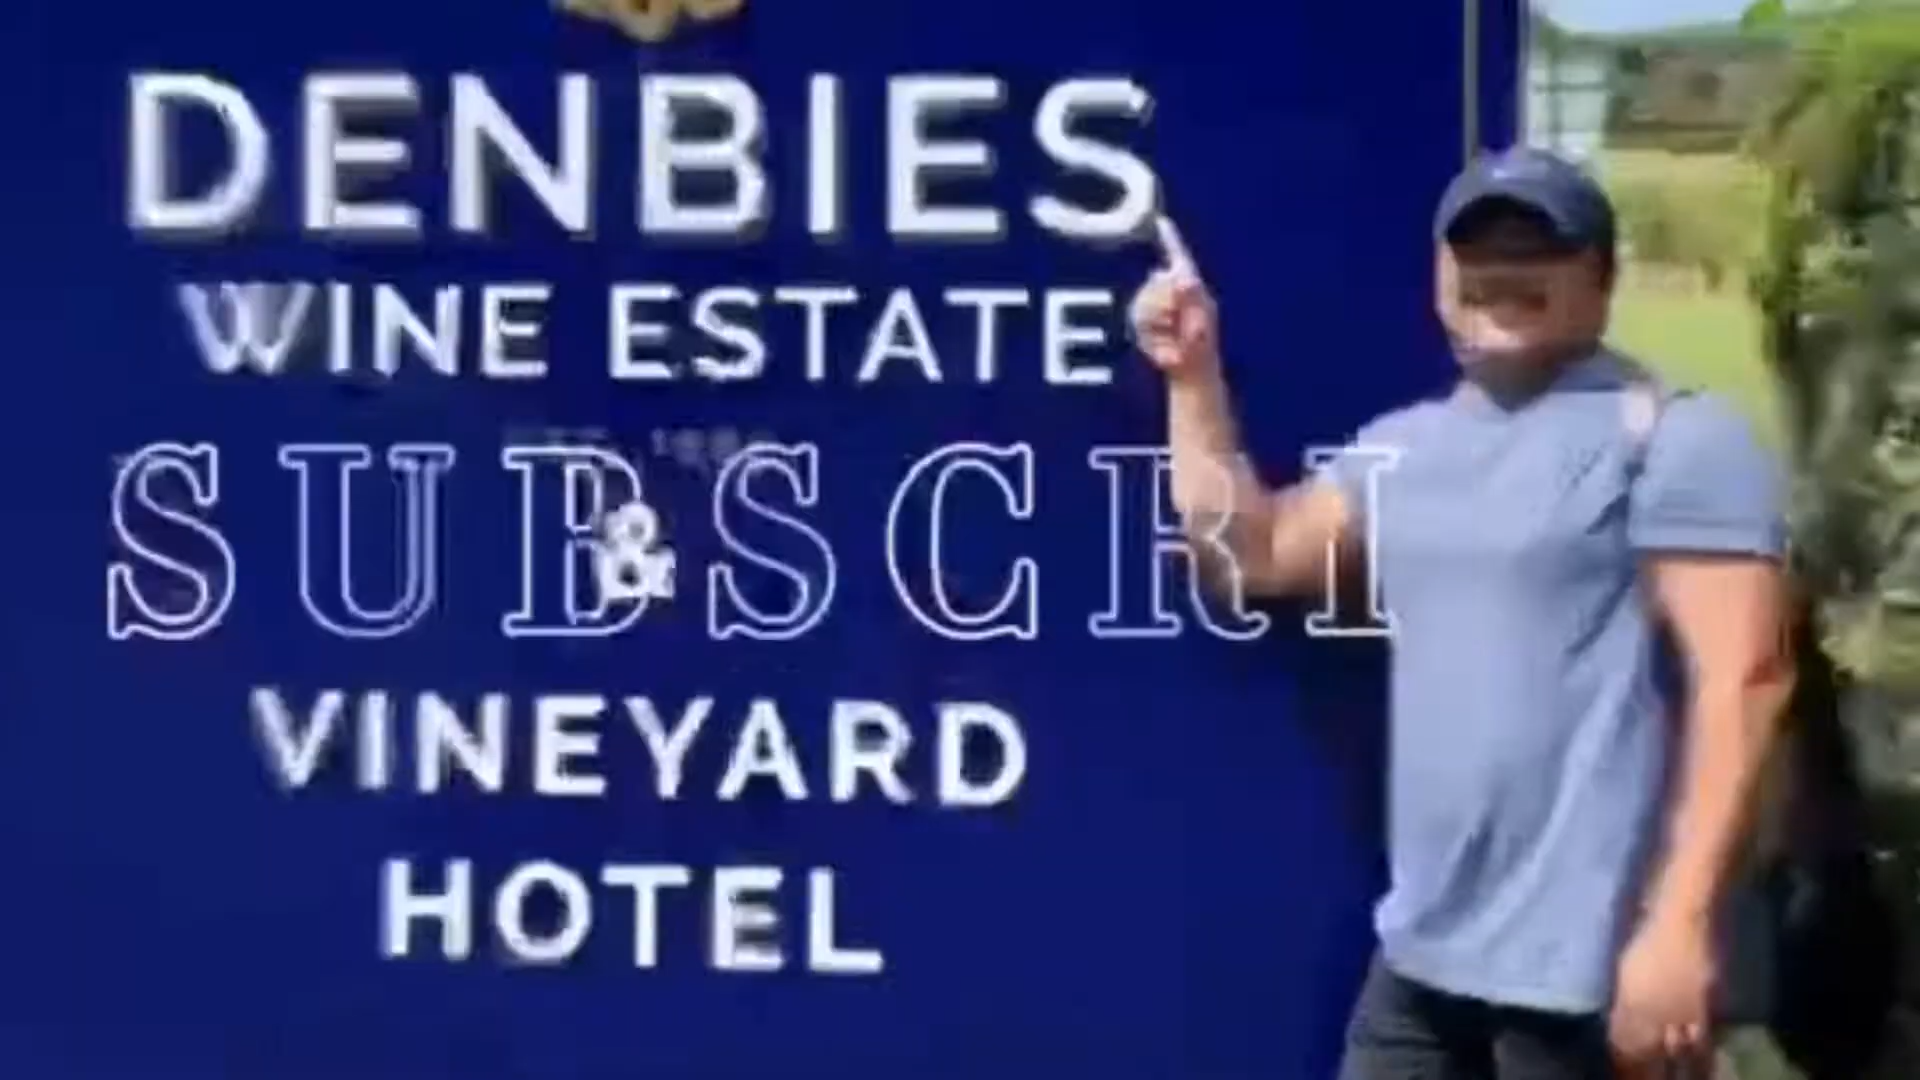 DENBIES
WINE ESTATE
SUBSCRI
&
VINEYARD
HOTEL